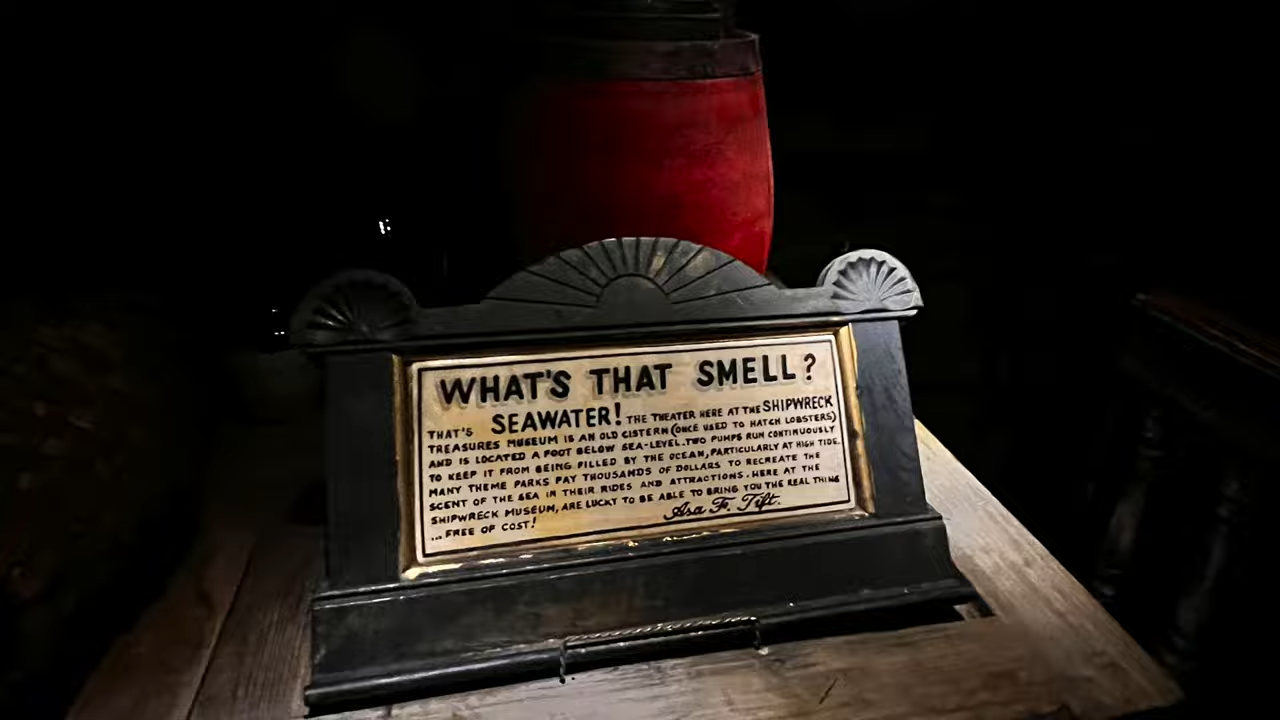 WHAT'S THAT SMELL?
THAT'S SEAWATER! THE THEATER HERE AT THE SHIPWRECK
TREASURES MUSEUM IS AN OLD CISTERN (ONCE USED TO HATCH LOBSTERS)
AND IS LOCATED A FOOT BELOW SEA-LEVEL. TWO PUMPS RUN CONTINUOUSLY
TO KEEP IT FROM BEING FILLED BY THE OCEAN, PARTICULARLY AT HIGH TIDE.
MANY THEME PARKS PAY THOUSANDS OF DOLLARS TO RECREATE THE
SCENT OF THE SEA IN THEIR RIDES AND ATTRACTIONS. HERE AT THE
SHIPWRECK MUSEUM, ARE LUCKY TO BE ABLE TO BRING YOU THE REAL THING
... FREE OF COST!
Asa F. Tift.